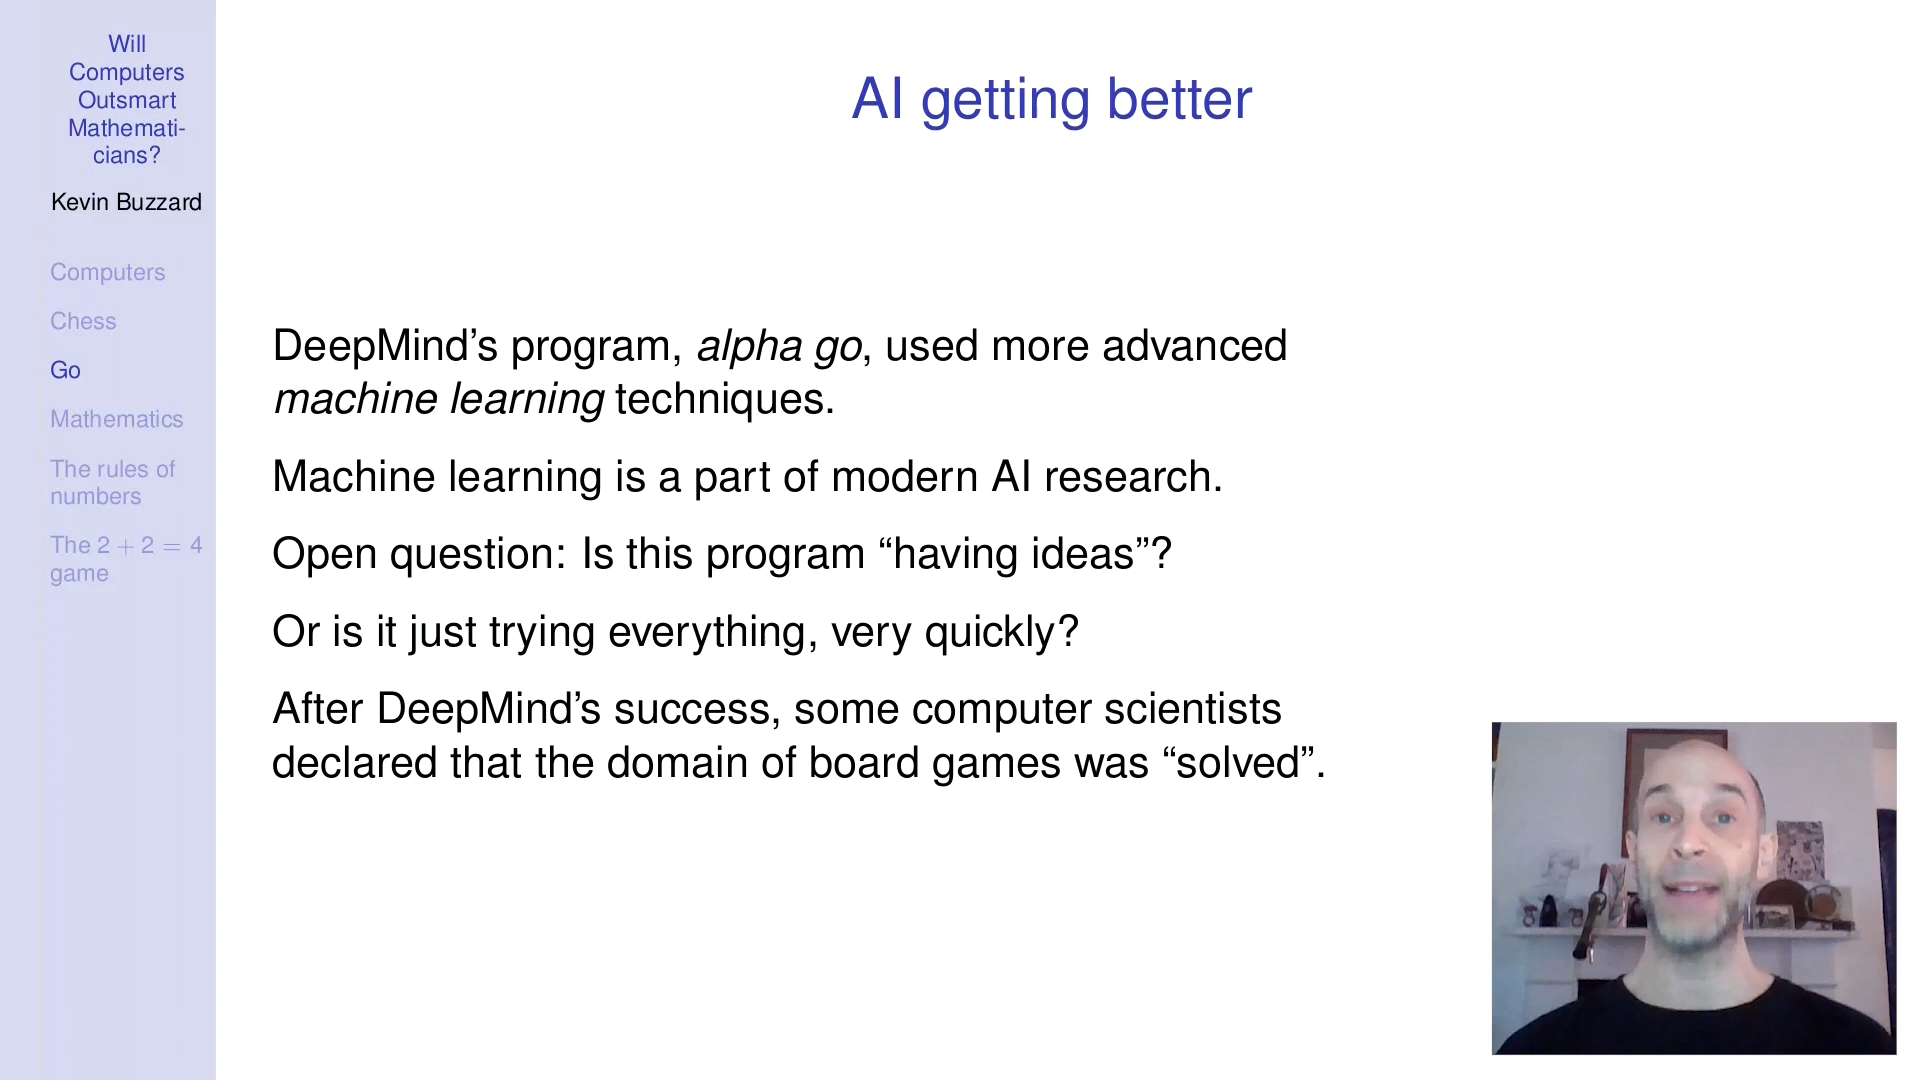 Will
Computers
Outsmart
Mathemati-
cians?
Kevin Buzzard
Computers
Chess
Go
Mathematics
The rules of
numbers
The 2 + 2 = 4
game
AI getting better
DeepMind’s program, alpha go, used more advanced
machine learning techniques.
Machine learning is a part of modern AI research.
Open question: Is this program “having ideas”?
Or is it just trying everything, very quickly?
After DeepMind’s success, some computer scientists
declared that the domain of board games was “solved”.